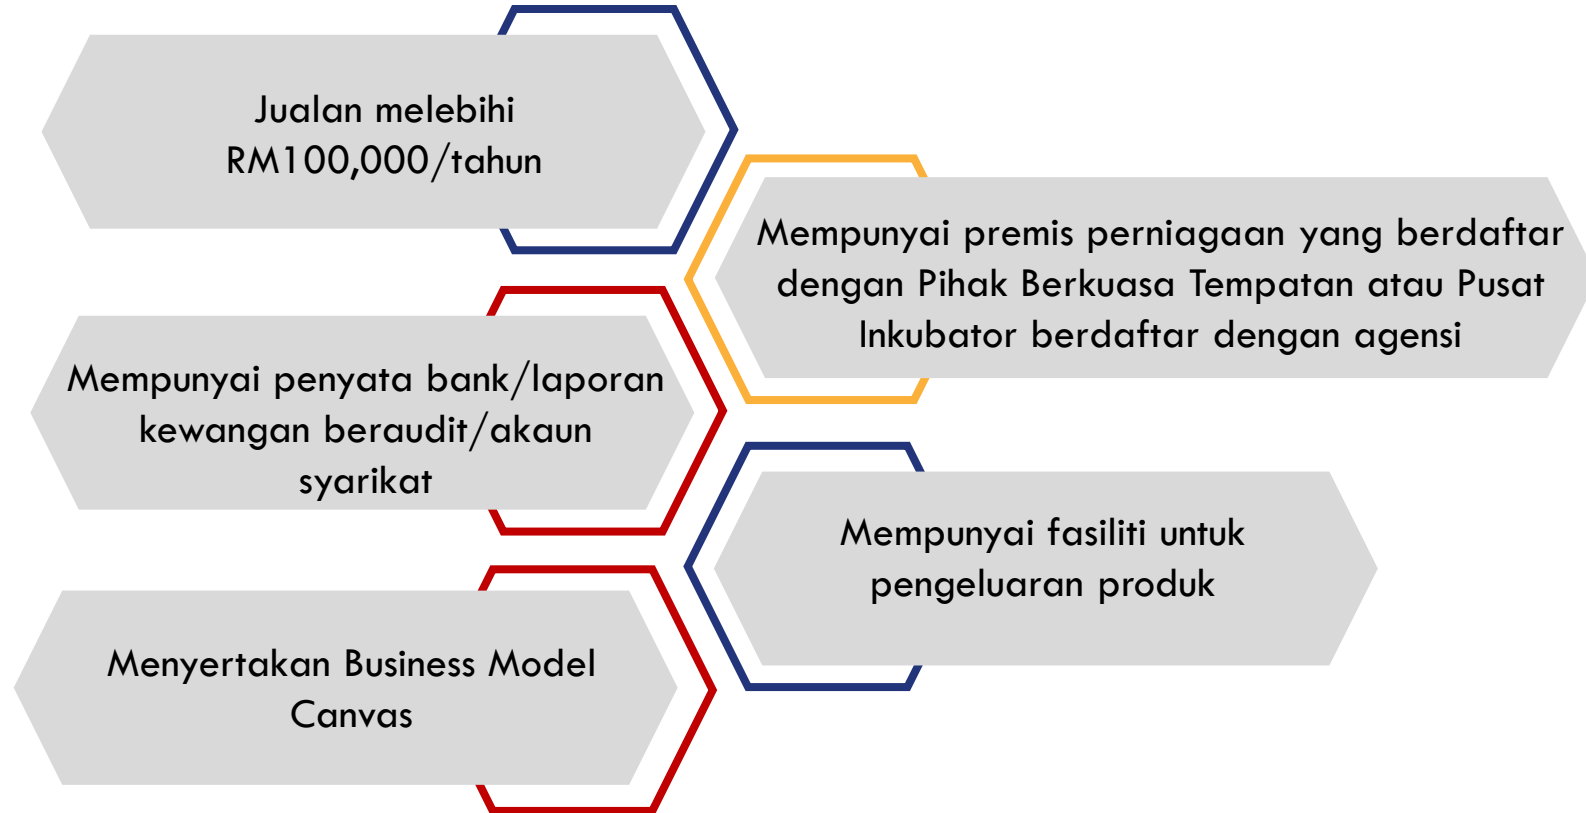 Jualan melebihi
RM100,000/tahun
Mempunyai premis perniagaan yang berdaftar
dengan Pihak Berkuasa Tempatan atau Pusat
Inkubator berdaftar dengan agensi
Mempunyai penyata bank/laporan
kewangan beraudit/akaun
syarikat
Mempunyai fasiliti untuk
pengeluaran produk
Menyertakan Business Model
Canvas